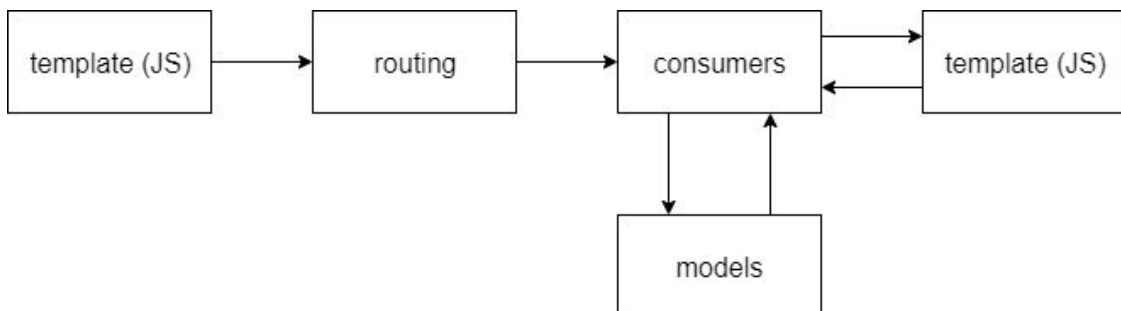 template (JS)
routing
consumers
template (JS)
models